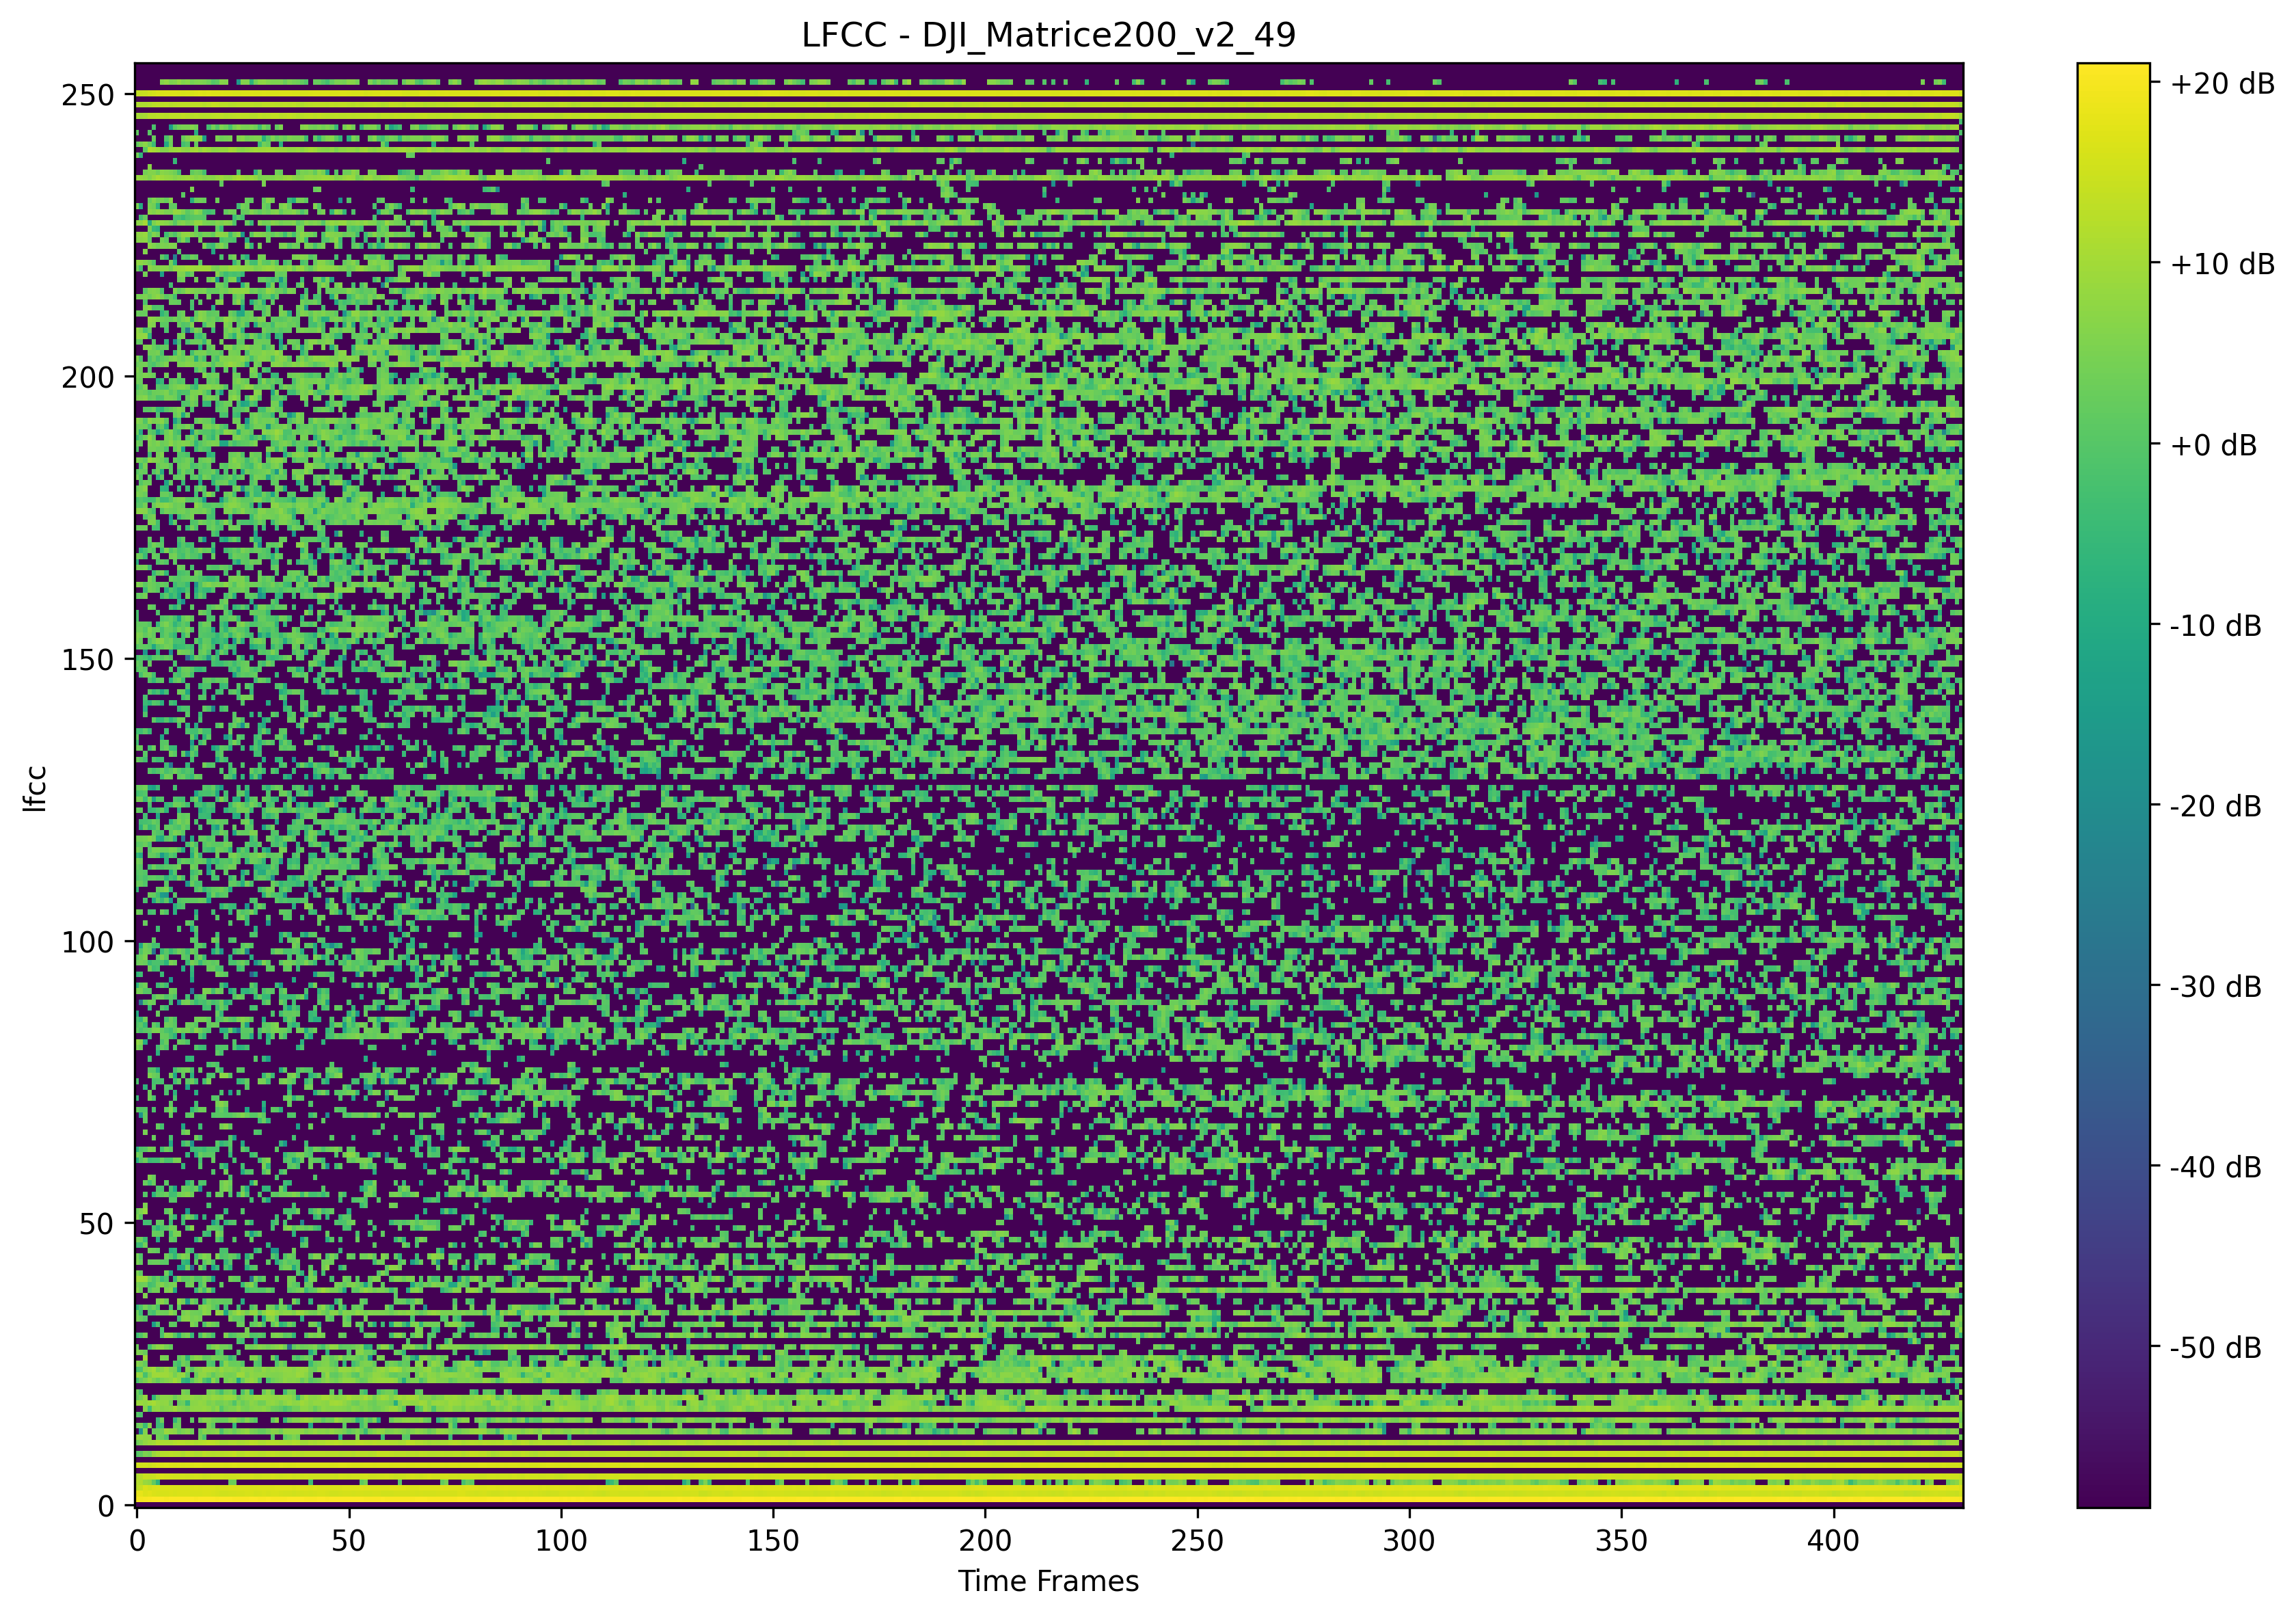 LFCC - DJI_Matrice200_v2_49
250
200
150
100
50
0
lfcc
0 50 100 150 200 250 300 350 400
Time Frames
+20 dB
+10 dB
+0 dB
-10 dB
-20 dB
-30 dB
-40 dB
-50 dB